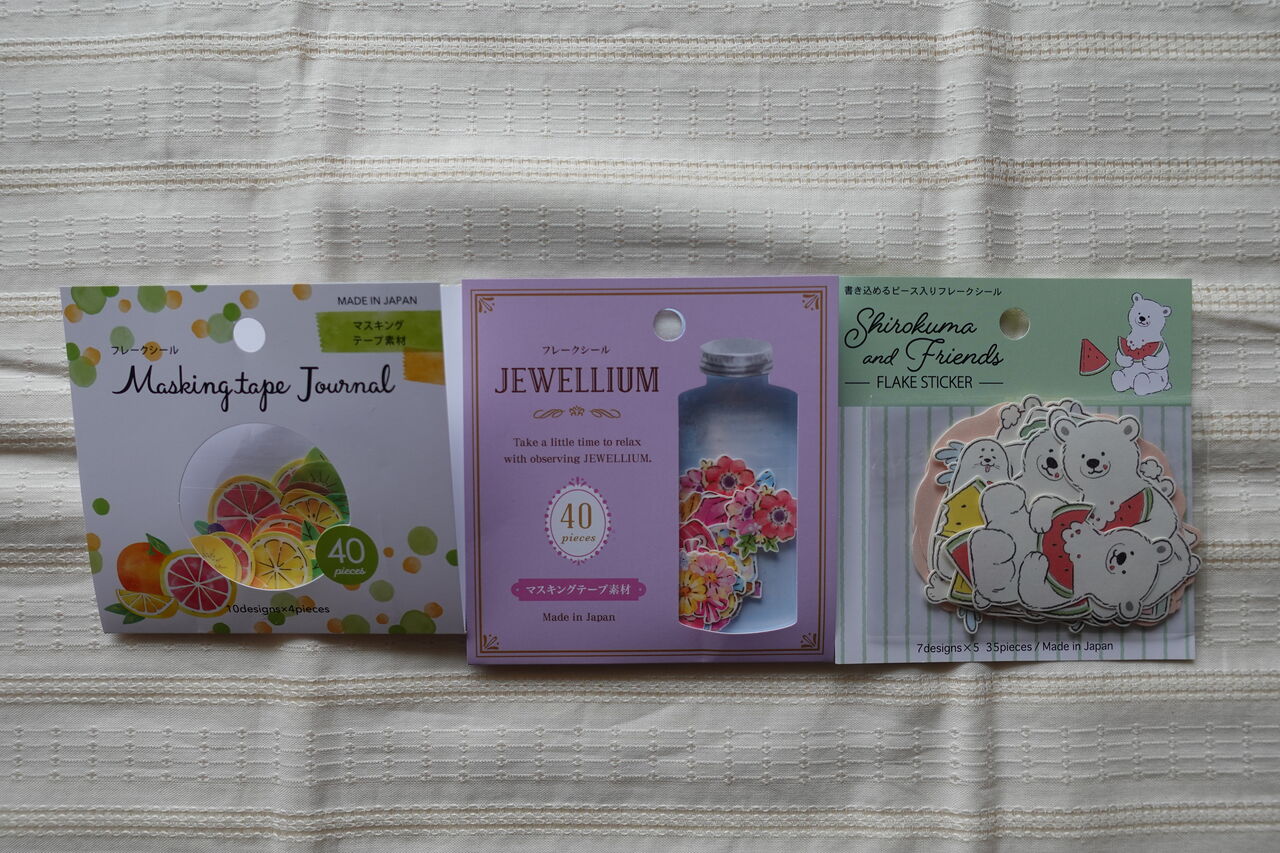 MADE IN JAPAN
マスキング
テープ素材
フレークシール
Masking tape Journal
40
pieces
10designs×4pieces
フレークシール
JEWELLIUM
Take a little time to relax
with observing JEWELLIUM.
40
pieces
マスキングテープ素材
Made in Japan
書き込めるピース入りフレークシール
Shirokuma
and Friends
FLAKE STICKER
7designs×5 35pieces / Made in Japan